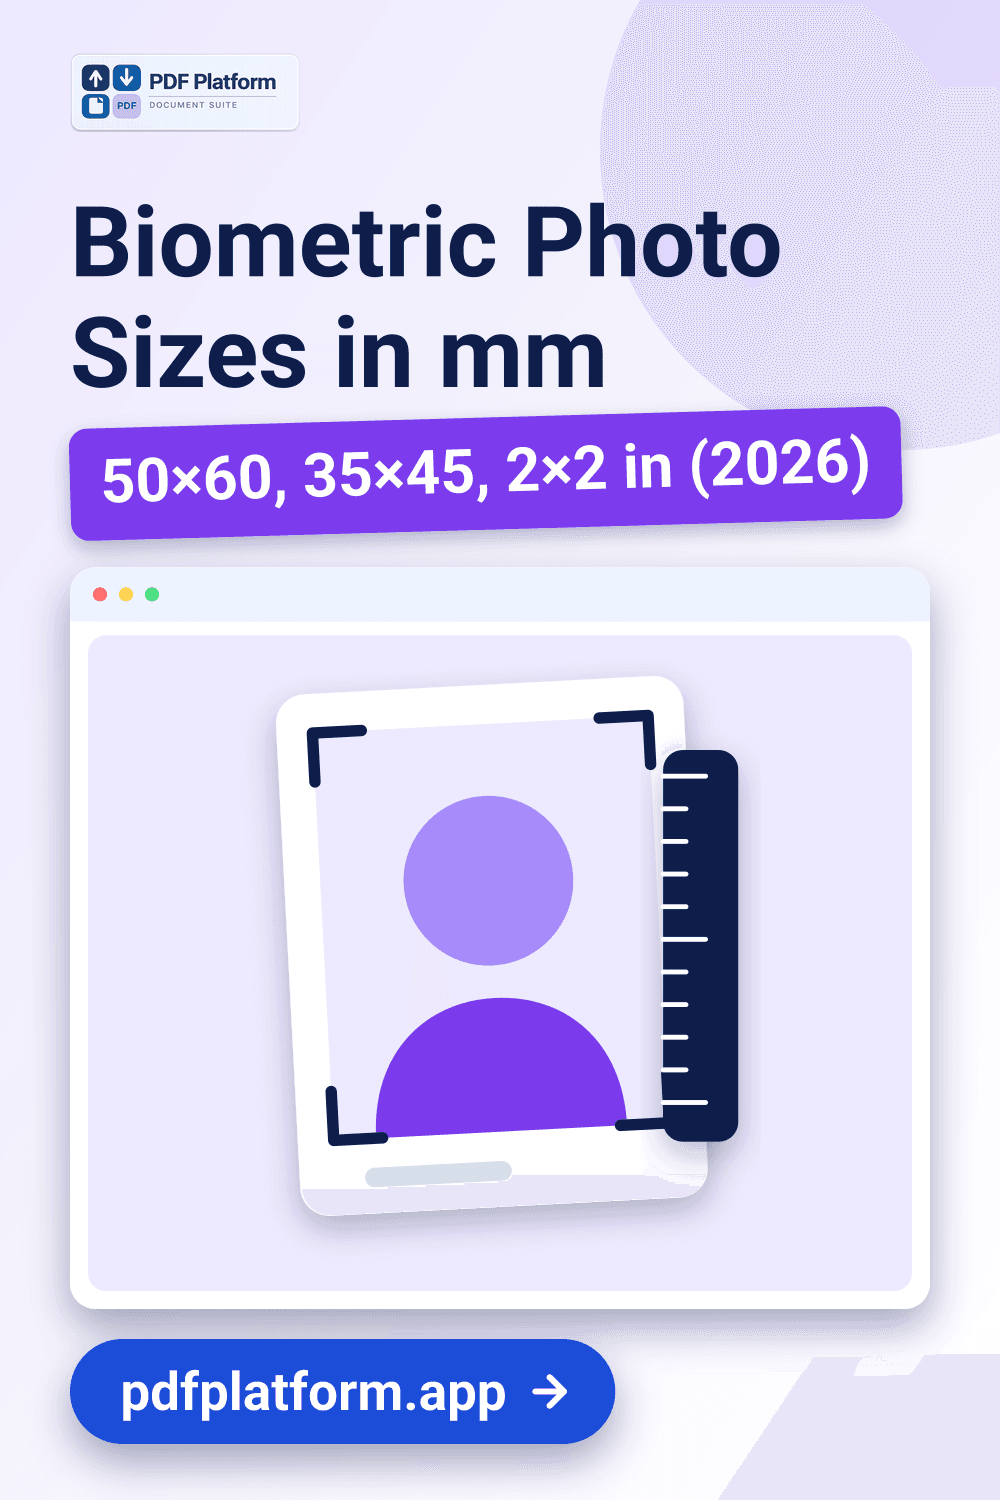 PDF Platform
DOCUMENT SUITE
PDF
Biometric Photo
Sizes in mm
50×60, 35×45, 2×2 in (2026)
pdfplatform.app